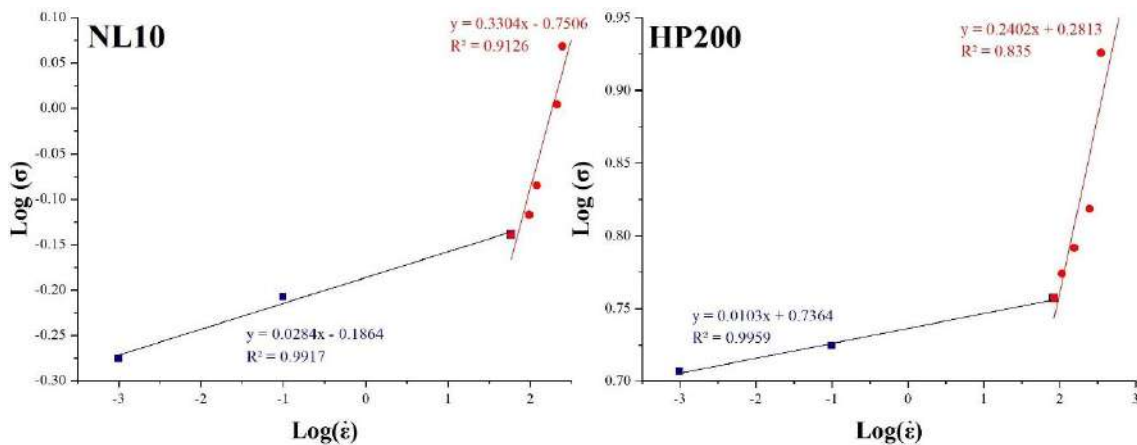 NL10
y = 0.3304x - 0.7506
R² = 0.9126
0.10
0.05
0.00
-0.05
-0.10
-0.15
-0.20
-0.25
-0.30
Log (σ)
y = 0.0284x - 0.1864
R² = 0.9917
-3
-2
-1
0
1
2
Log(ε̇)
HP200
y = 0.2402x + 0.2813
R² = 0.835
0.95
0.90
0.85
0.80
0.75
0.70
Log (σ)
y = 0.0103x + 0.7364
R² = 0.9959
-3
-2
-1
0
1
2
3
Log(ε̇)